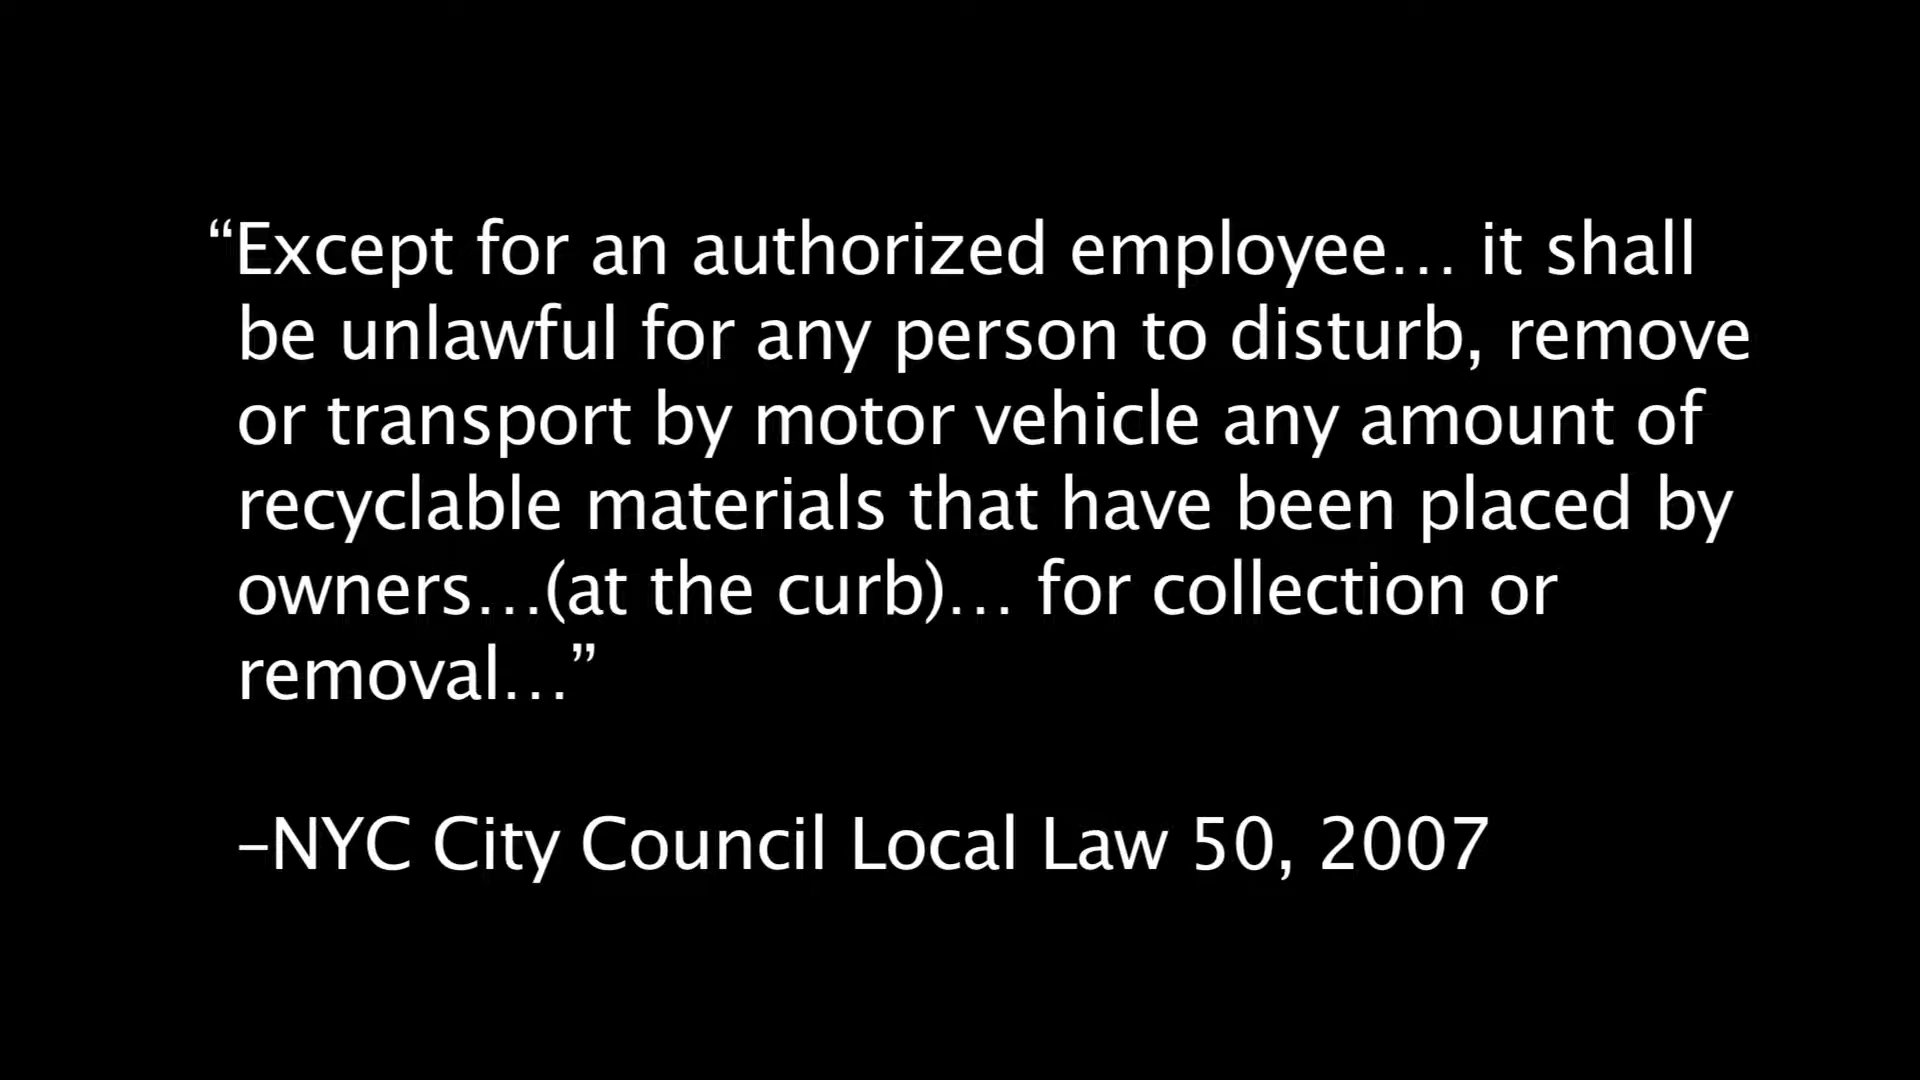 “Except for an authorized employee… it shall
be unlawful for any person to disturb, remove
or transport by motor vehicle any amount of
recyclable materials that have been placed by
owners…(at the curb)… for collection or
removal…”
–NYC City Council Local Law 50, 2007